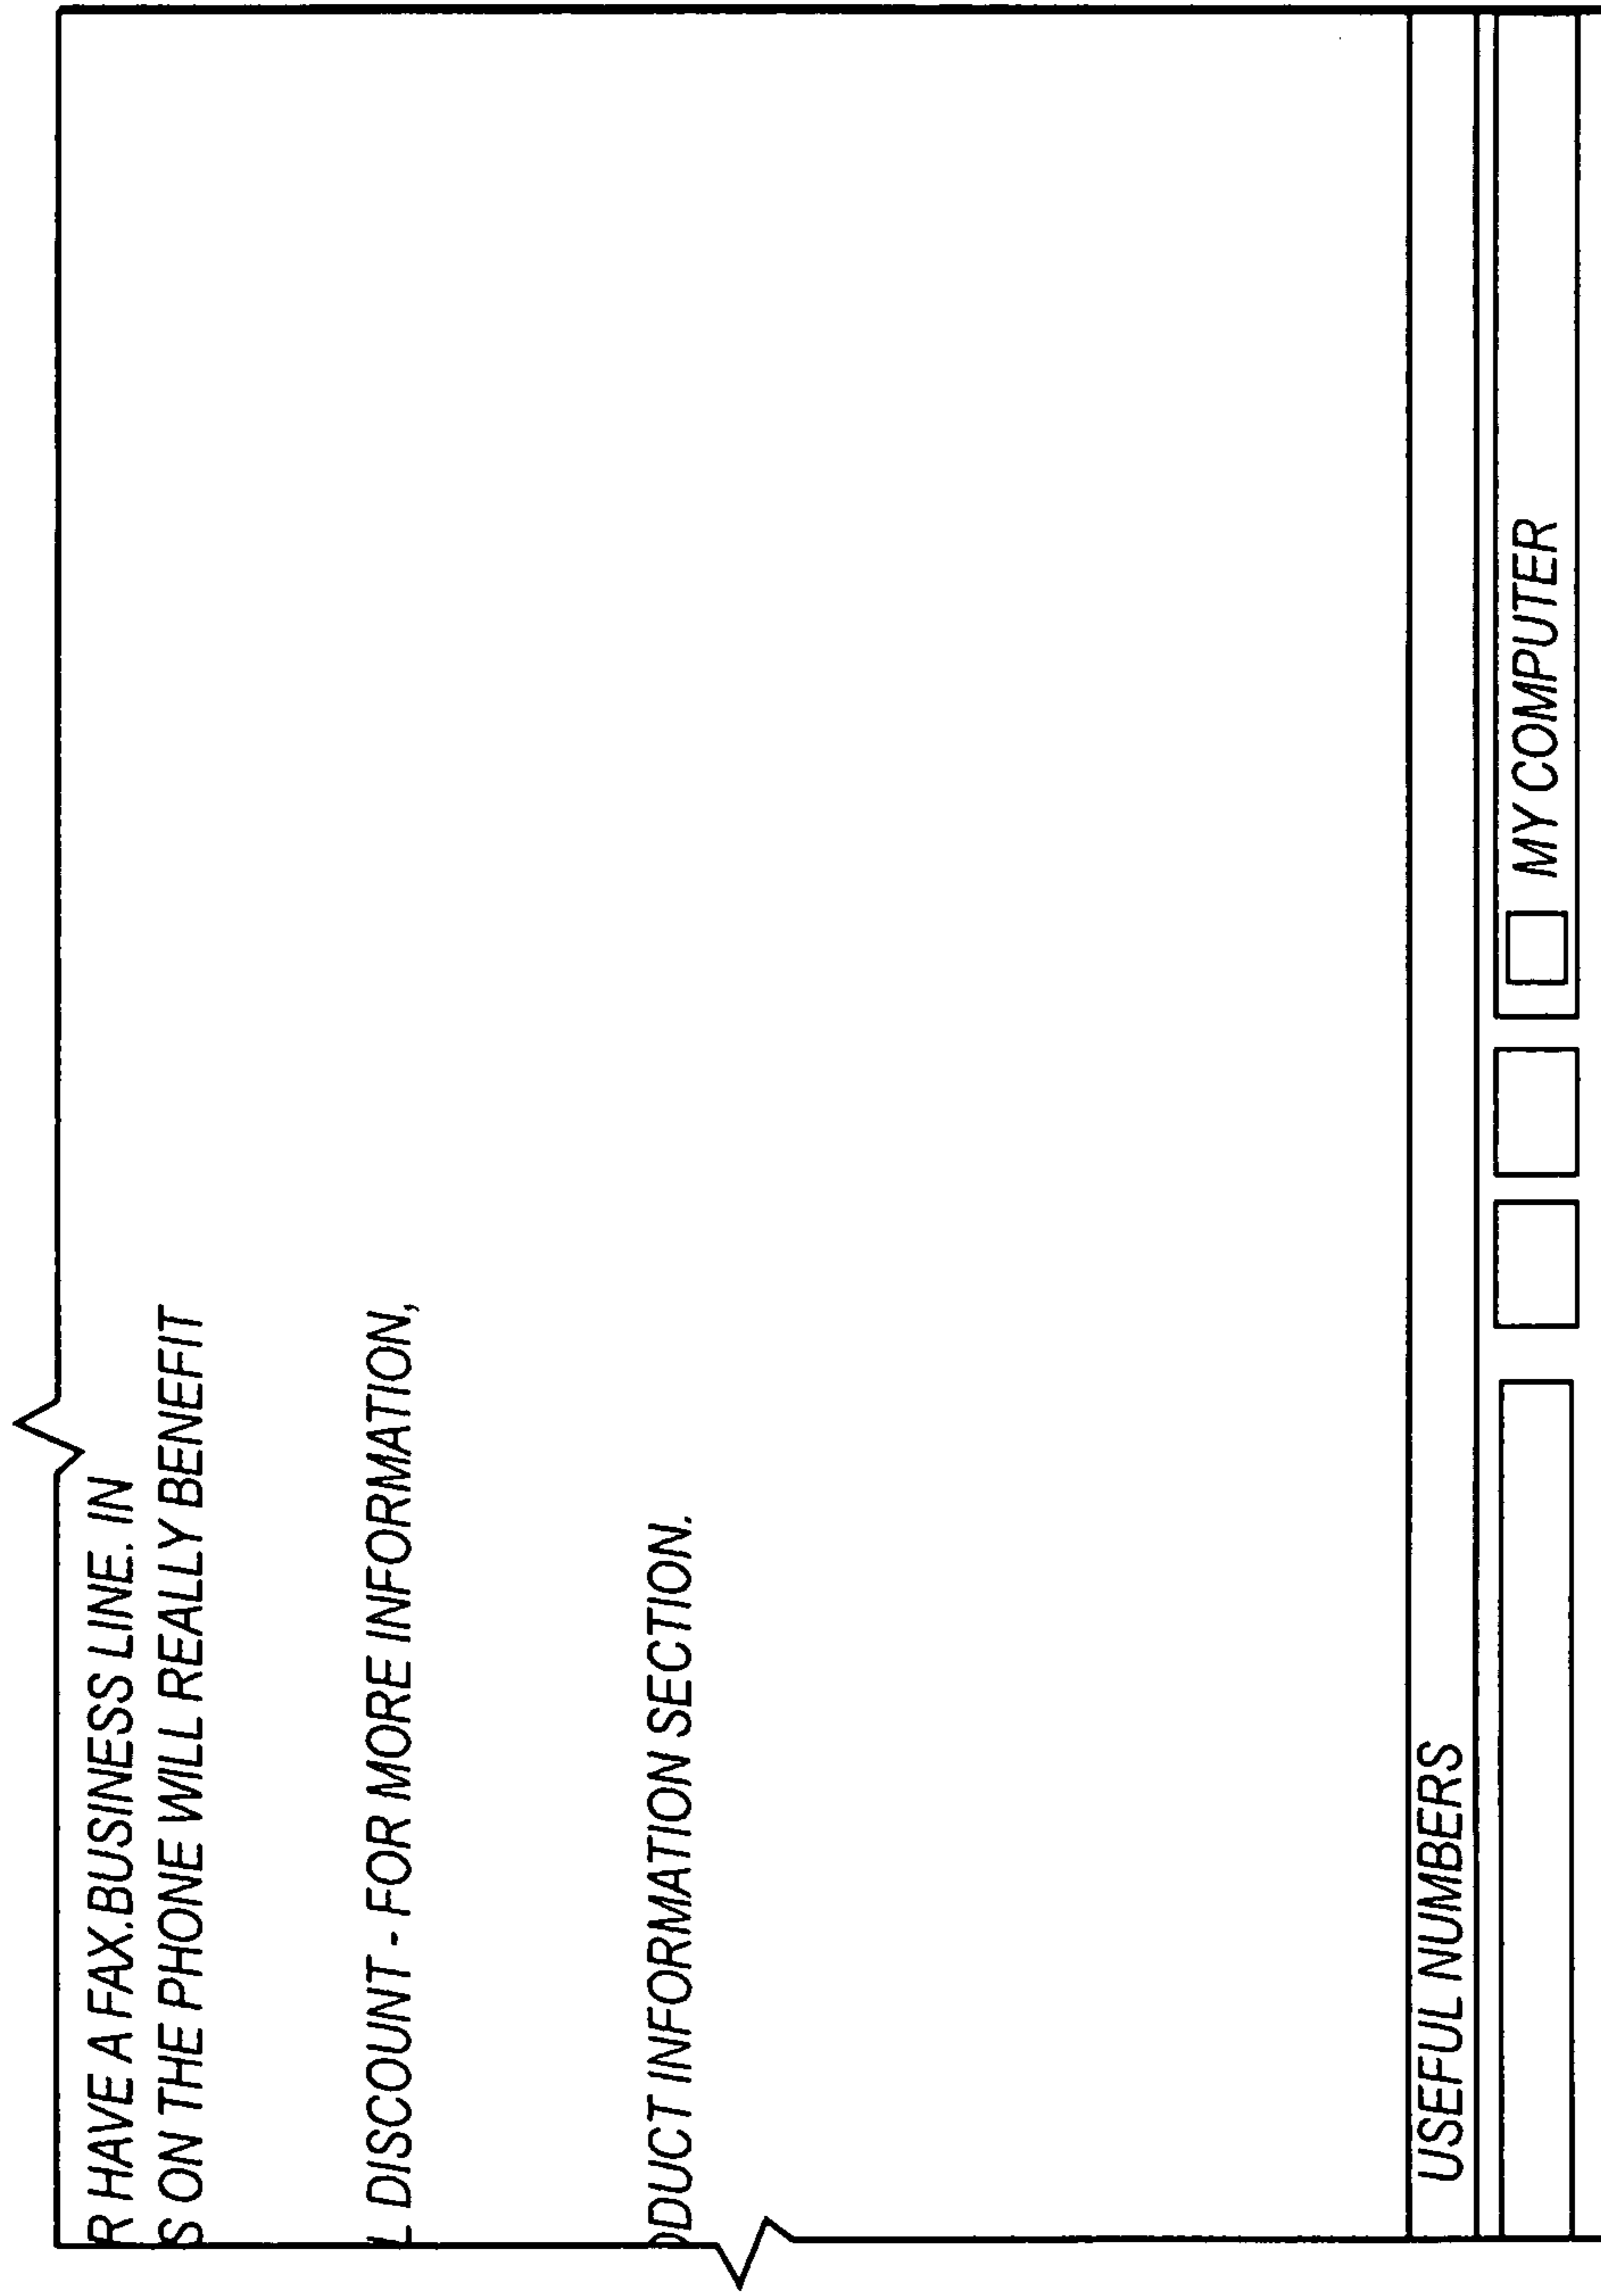 R HAVE A FAX.BUSINESS LINE. IN
S ON THE PHONE WILL REALLY BENEFIT
L DISCOUNT - FOR MORE INFORMATION,
ODUCT INFORMATION SECTION.
USEFUL NUMBERS
MY COMPUTER